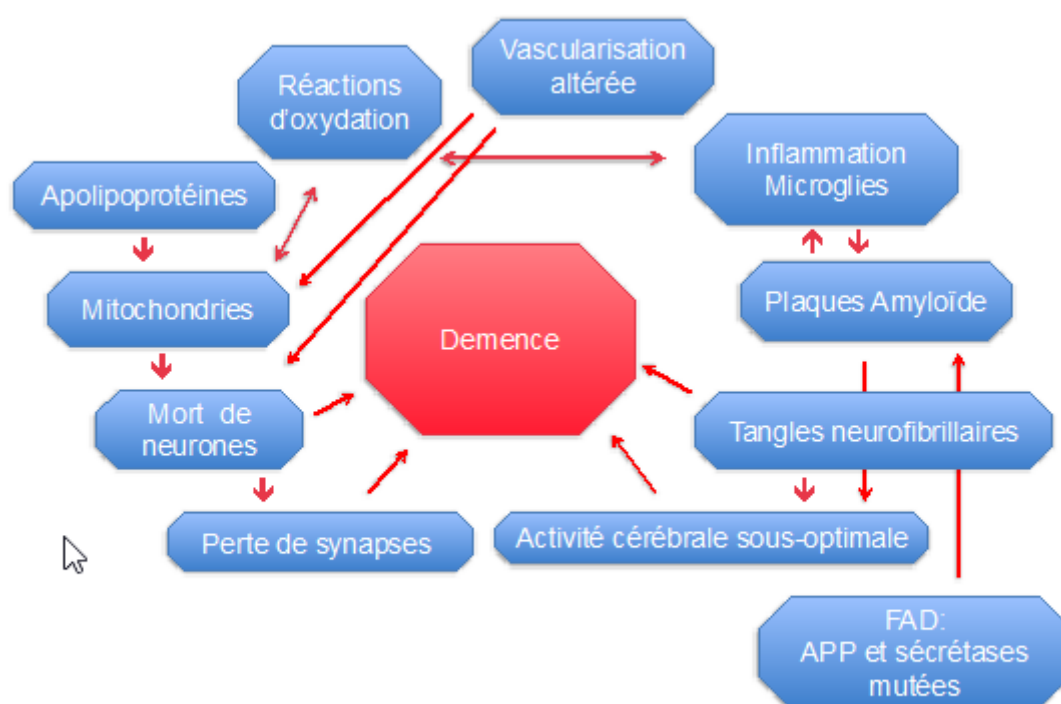 Vascularisation
altérée
Réactions
d'oxydation
Inflammation
Microglies
Apolipoprotéines
Mitochondries
Plaques Amyloïde
Demence
Mort de
neurones
Tangles neurofibrillaires
Perte de synapses
Activité cérébrale sous-optimale
FAD:
APP et sécrétases
mutées